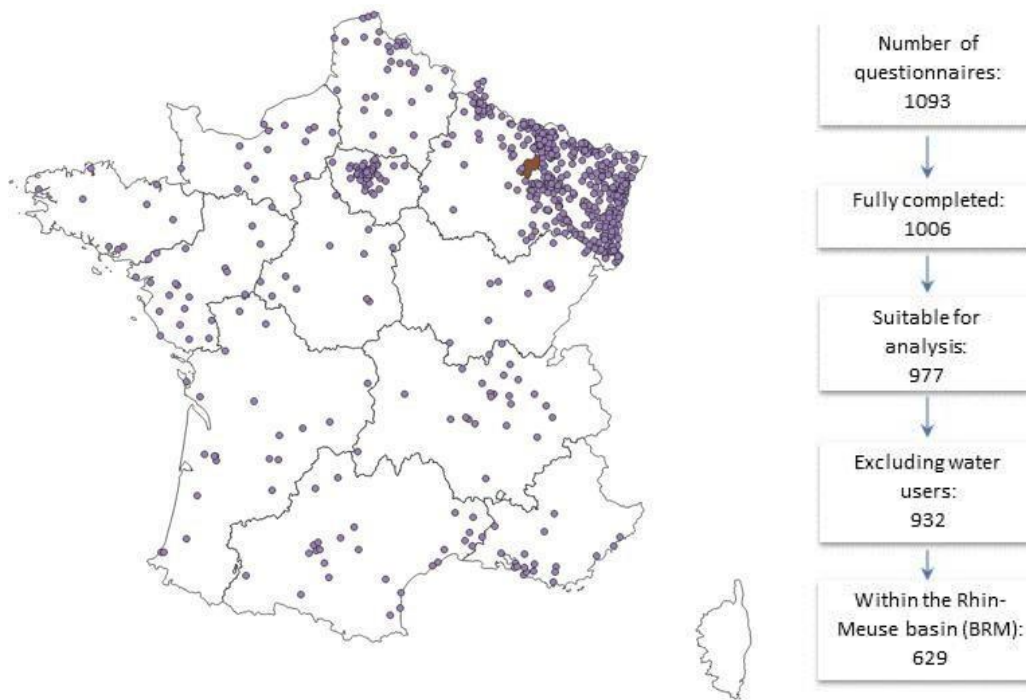 Number of
questionnaires:
1093
Fully completed:
1006
Suitable for
analysis:
977
Excluding water
users:
932
Within the Rhin-
Meuse basin (BRM):
629